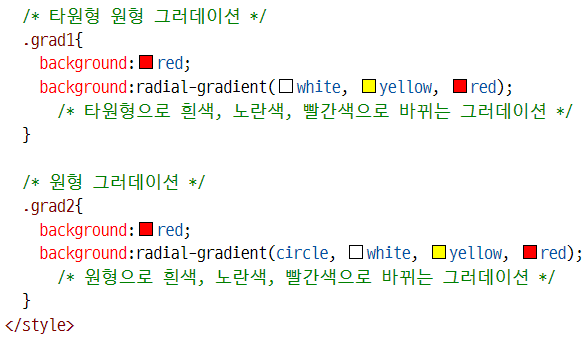 /* 타원형 원형 그러데이션 */
.grad1{
background:red;
background:radial-gradient(white, yellow, red);
/* 타원형으로 흰색, 노란색, 빨간색으로 바뀌는 그러데이션 */
}
/* 원형 그러데이션 */
.grad2{
background:red;
background:radial-gradient(circle, white, yellow, red);
/* 원형으로 흰색, 노란색, 빨간색으로 바뀌는 그러데이션 */
}
</style>